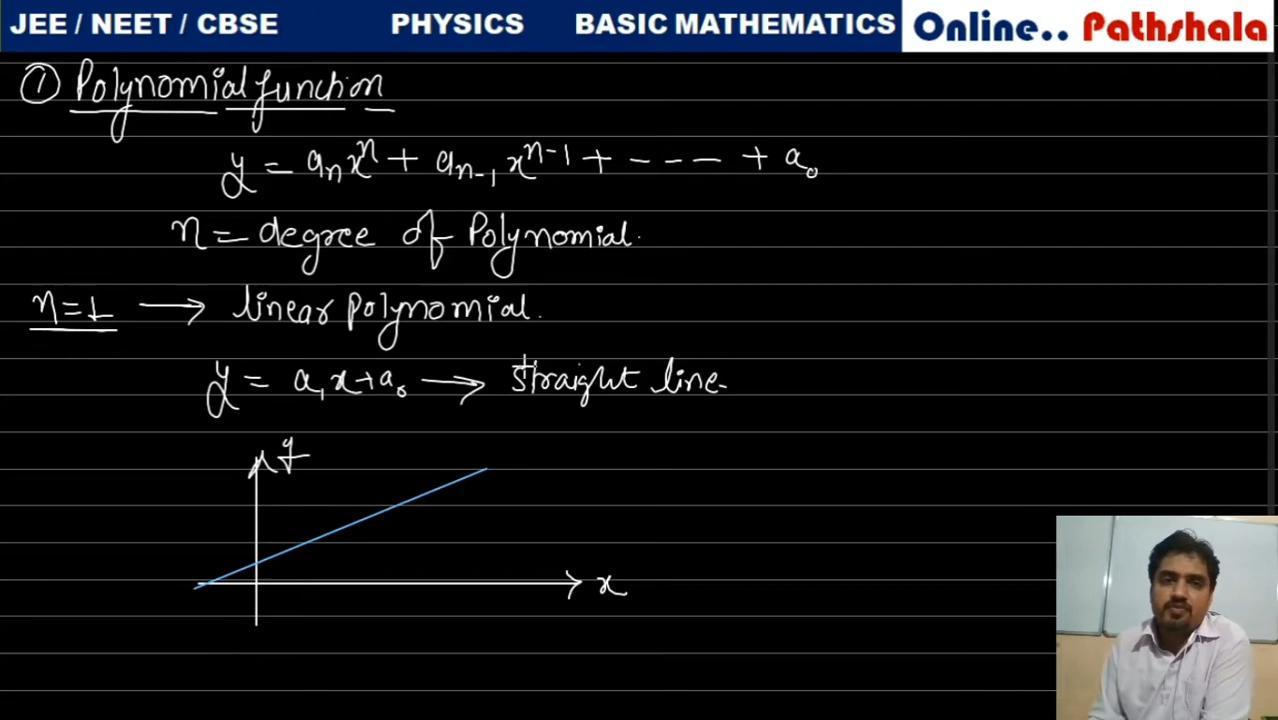 JEE / NEET / CBSE PHYSICS BASIC MATHEMATICS Online.. Pathshala
① Polynomial function
y = aₙxⁿ + aₙ₋₁xⁿ⁻¹ + ---- + a₀
n = degree of Polynomial.
n=1 → linear polynomial.
y = a₁x+a₀ → straight line
y
x